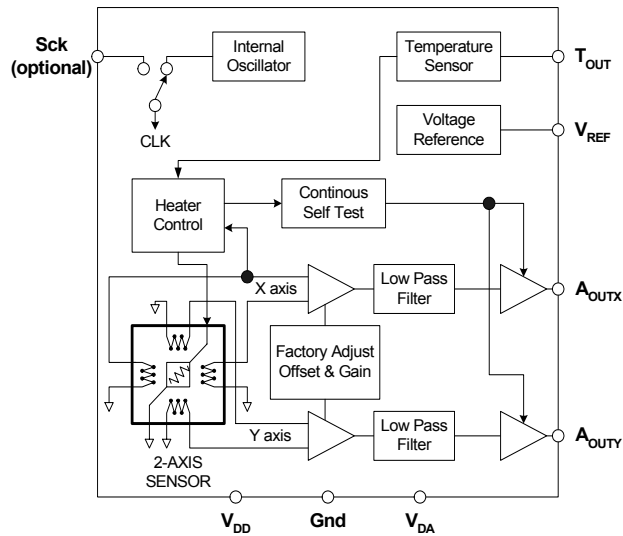 Sck
(optional)
Internal
Oscillator
CLK
Temperature
Sensor
TOUT
Voltage
Reference
VREF
Heater
Control
Continous
Self Test
X axis
Low Pass
Filter
AOUTX
Factory Adjust
Offset & Gain
Y axis
Low Pass
Filter
AOUTY
2-AXIS
SENSOR
VDD
Gnd
VDA